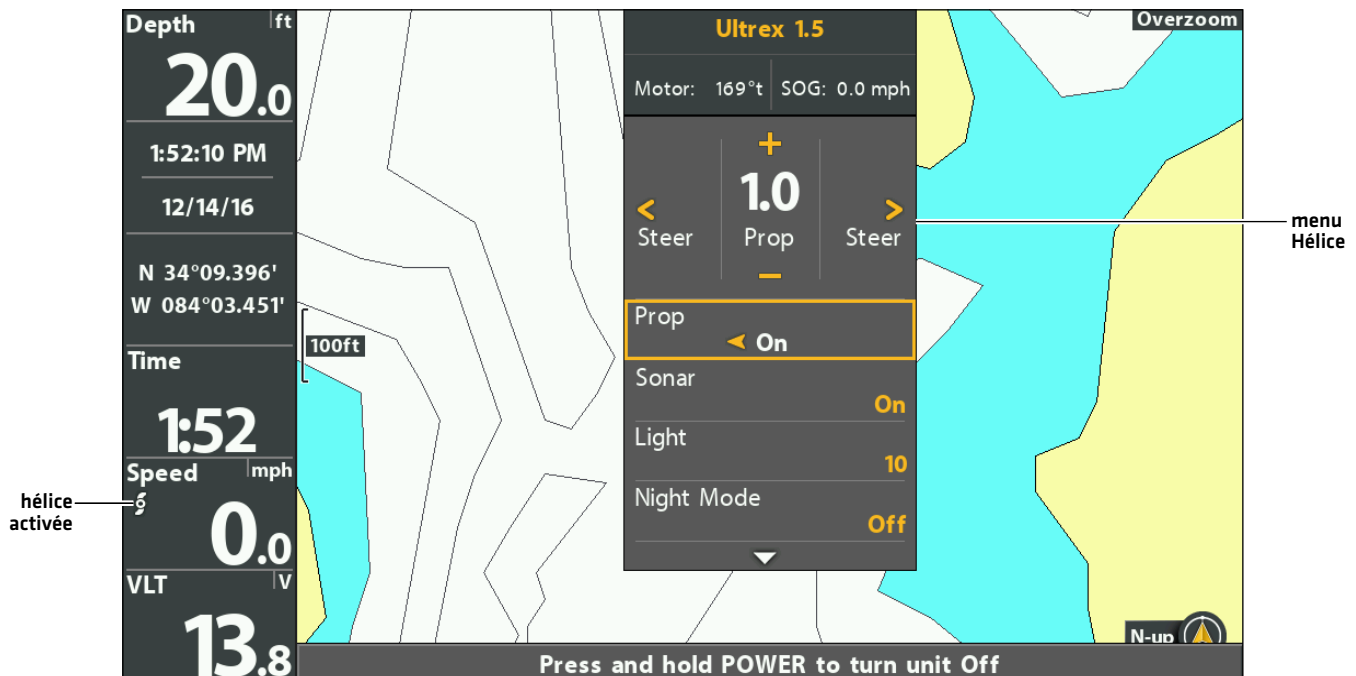 Depth ft
20.0
1:52:10 PM
12/14/16
N 34°09.396'
W 084°03.451'
Time
1:52
Speed mph
0.0
VLT V
13.8
hélice
activée
100ft
Ultrex 1.5
Motor: 169°t SOG: 0.0 mph
+
< 1.0 >
Steer Prop Steer
–
Prop
On
Sonar
On
Light
10
Night Mode
Off
Overzoom
menu
Hélice
N-up
Press and hold POWER to turn unit Off